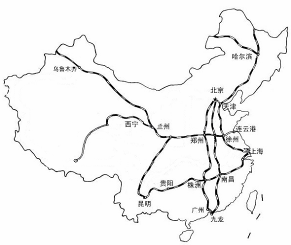 哈尔滨
乌鲁木齐
北京
天津
西宁
兰州
连云港
郑州
徐州
上海
贵阳
株洲
南昌
昆明
广州
九龙